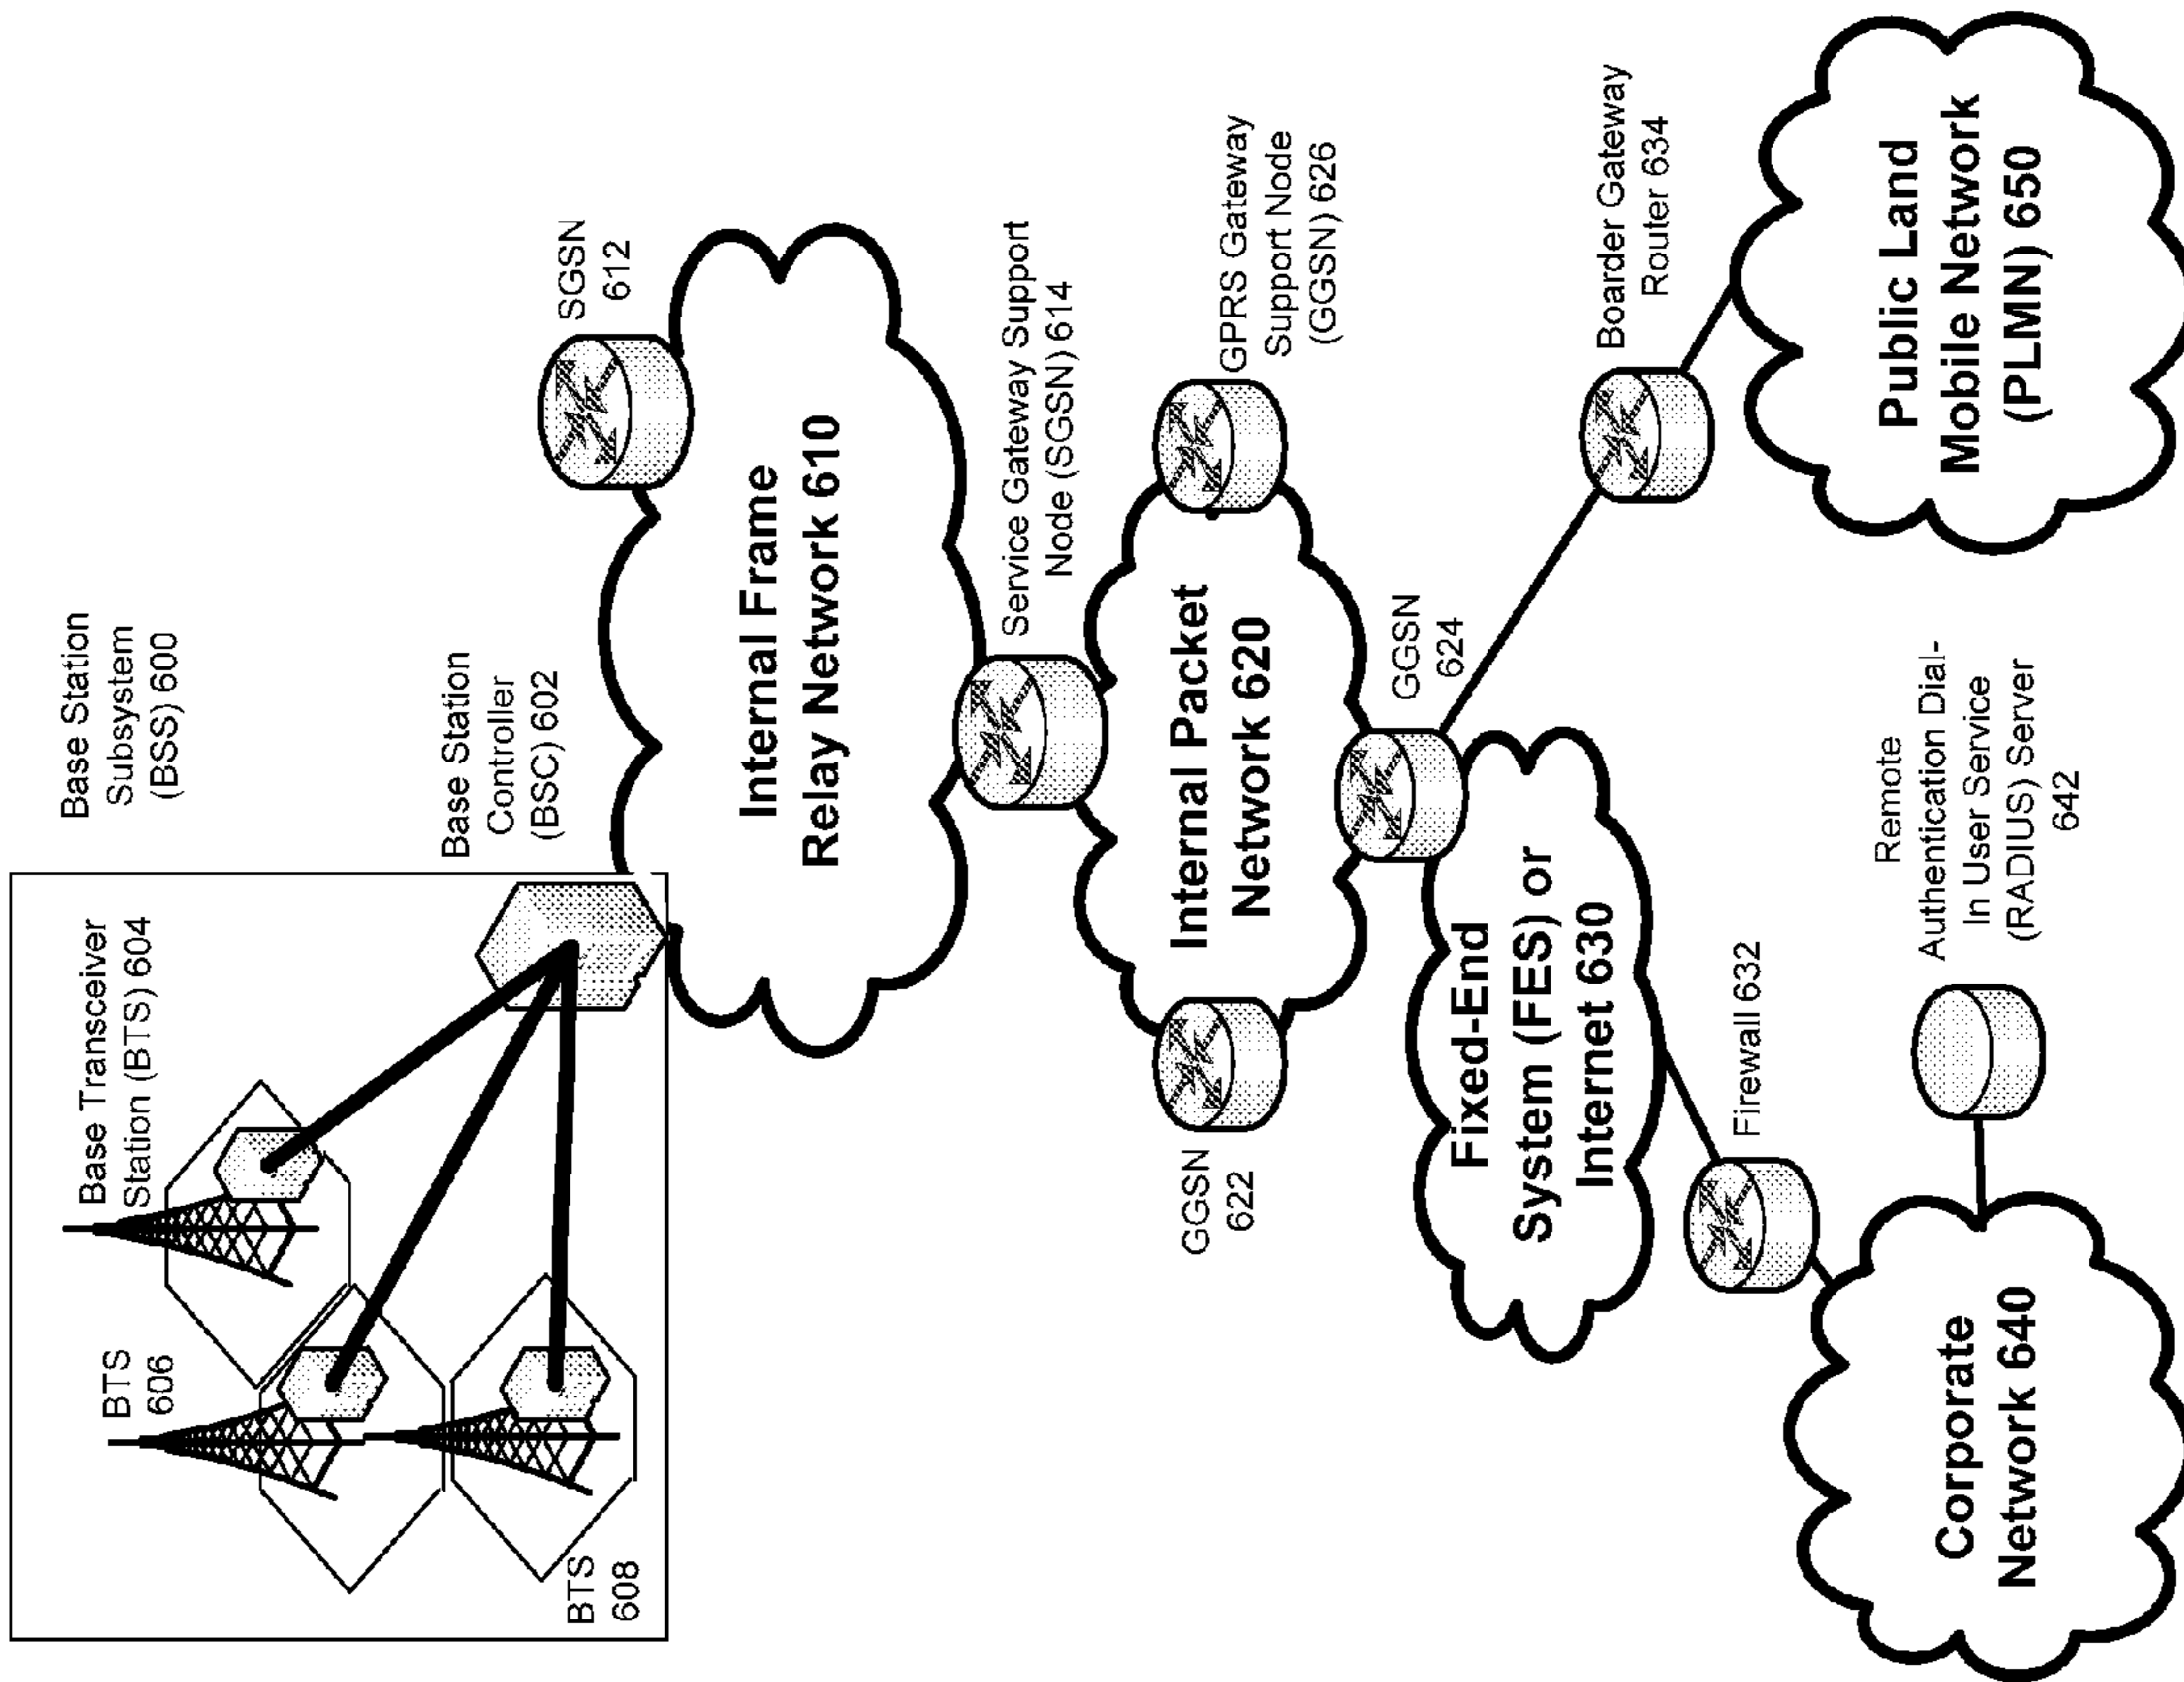 Base Station
Subsystem
(BSS) 600
Base Transceiver
Station (BTS) 604
BTS
606
BTS
608
Base Station
Controller
(BSC) 602
SGSN
612
Internal Frame
Relay Network 610
Service Gateway Support
Node (SGSN) 614
GPRS Gateway
Support Node
(GGSN) 626
Internal Packet
Network 620
GGSN
622
GGSN
624
Fixed-End
System (FES) or
Internet 630
Boarder Gateway
Router 634
Firewall 632
Public Land
Mobile Network
(PLMN) 650
Remote
Authentication Dial-
In User Service
(RADIUS) Server
642
Corporate
Network 640